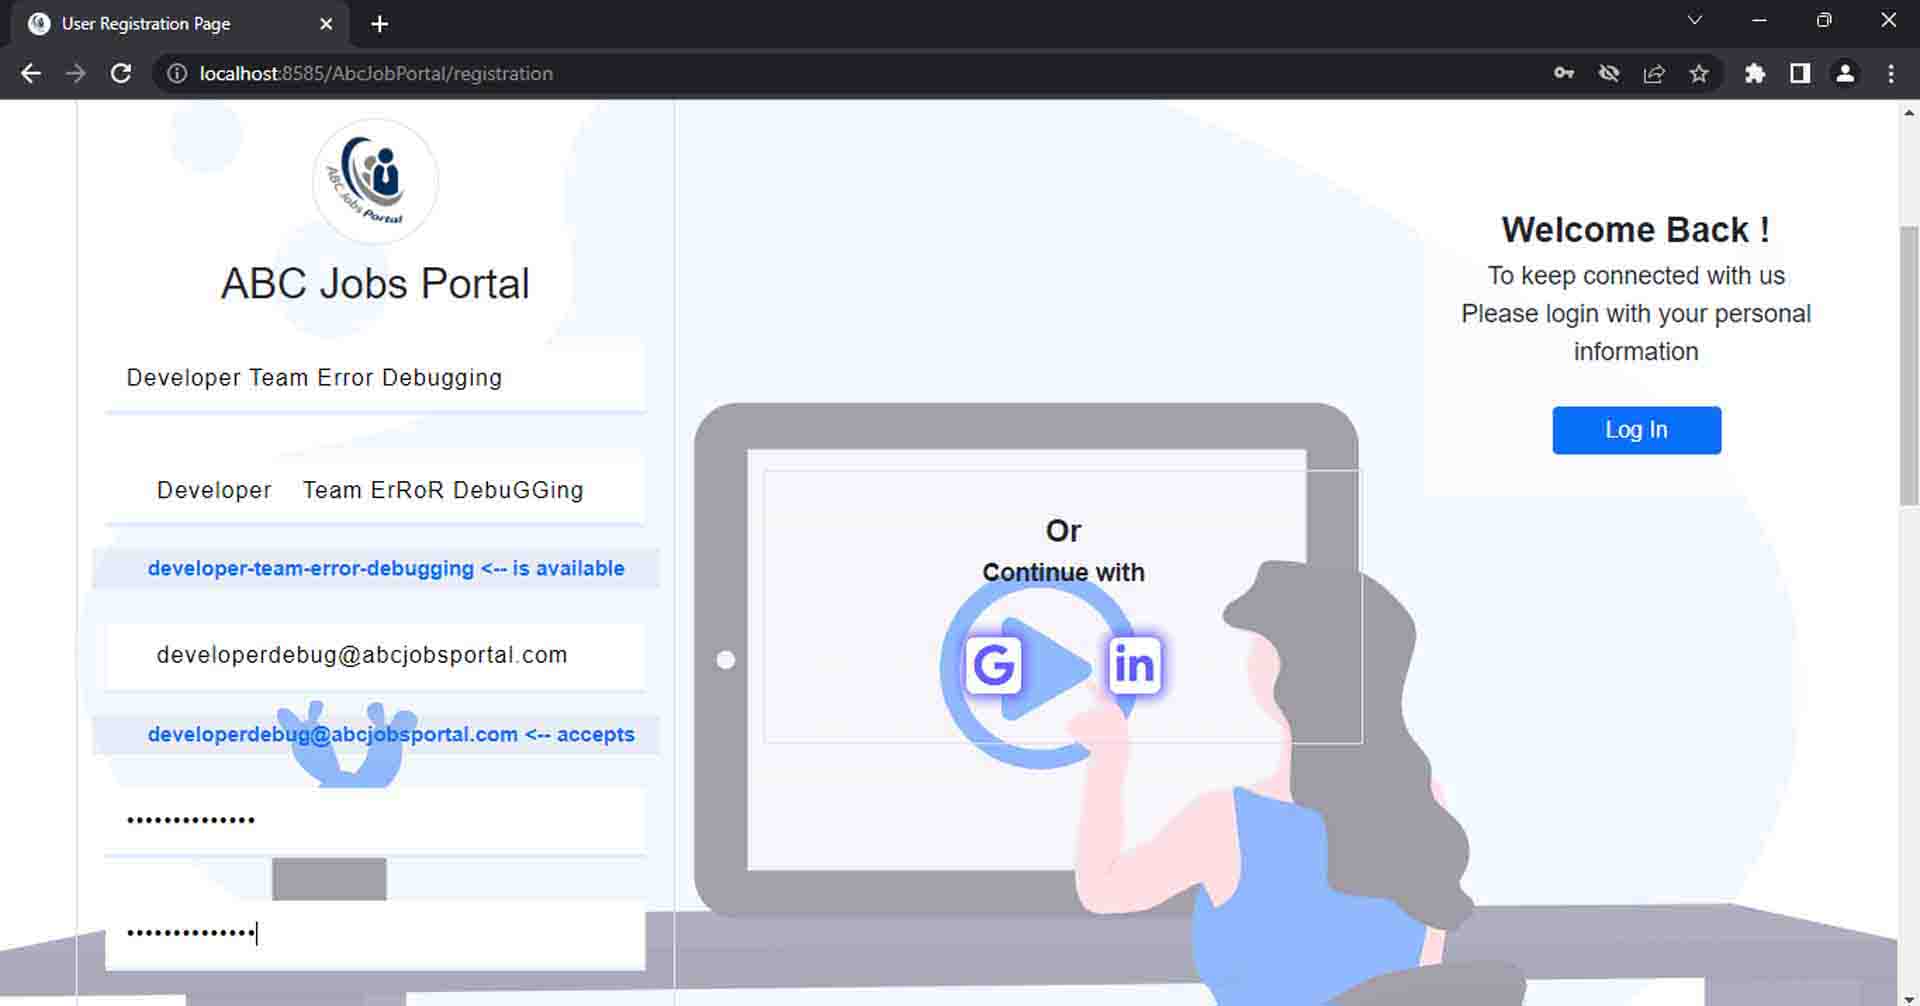 User Registration Page
localhost:8585/AbcJobPortal/registration
ABC Jobs Portal
ABC Jobs Portal
Developer Team Error Debugging
Developer Team ErRoR DebuGGing
developer-team-error-debugging <-- is available
developerdebug@abcjobsportal.com
developerdebug@abcjobsportal.com <-- accepts
••••••••••••••
••••••••••••••
Or
Continue with
G in
Welcome Back !
To keep connected with us
Please login with your personal
information
Log In